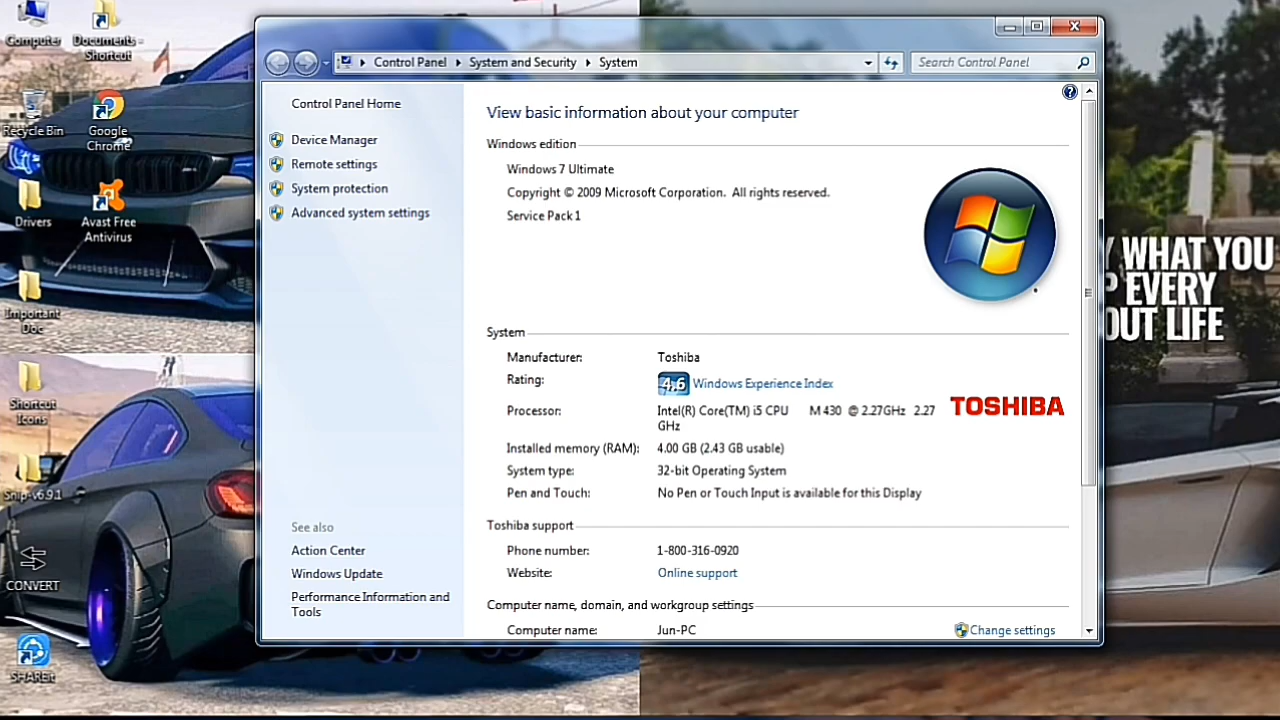 Computer
Documents - Shortcut
Recycle Bin
Google Chrome
Drivers
Avast Free Antivirus
Important Doc
Shortcut Icons
Snip-v6.9.1
CONVERT
SHAREit
Control Panel
System and Security
System
Search Control Panel
Control Panel Home
Device Manager
Remote settings
System protection
Advanced system settings
See also
Action Center
Windows Update
Performance Information and
Tools
View basic information about your computer
Windows edition
Windows 7 Ultimate
Copyright © 2009 Microsoft Corporation. All rights reserved.
Service Pack 1
System
Manufacturer: Toshiba
Rating: 4,6 Windows Experience Index
Processor: Intel(R) Core(TM) i5 CPU M 430 @ 2.27GHz 2.27
GHz
TOSHIBA
Installed memory (RAM): 4.00 GB (2.43 GB usable)
System type: 32-bit Operating System
Pen and Touch: No Pen or Touch Input is available for this Display
Toshiba support
Phone number: 1-800-316-0920
Website: Online support
Computer name, domain, and workgroup settings
Computer name: Jun-PC
Change settings
WHAT YOU
EVERY
OUT LIFE